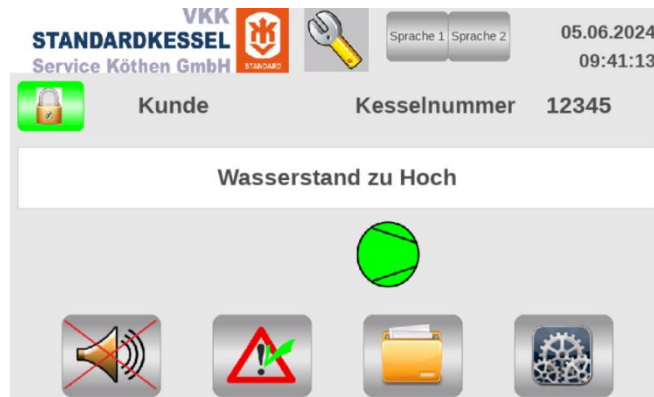 VKK
STANDARDKESSEL
Service Köthen GmbH
STANDARD
Sprache 1 Sprache 2
05.06.2024
09:41:13
Kunde Kesselnummer 12345
Wasserstand zu Hoch